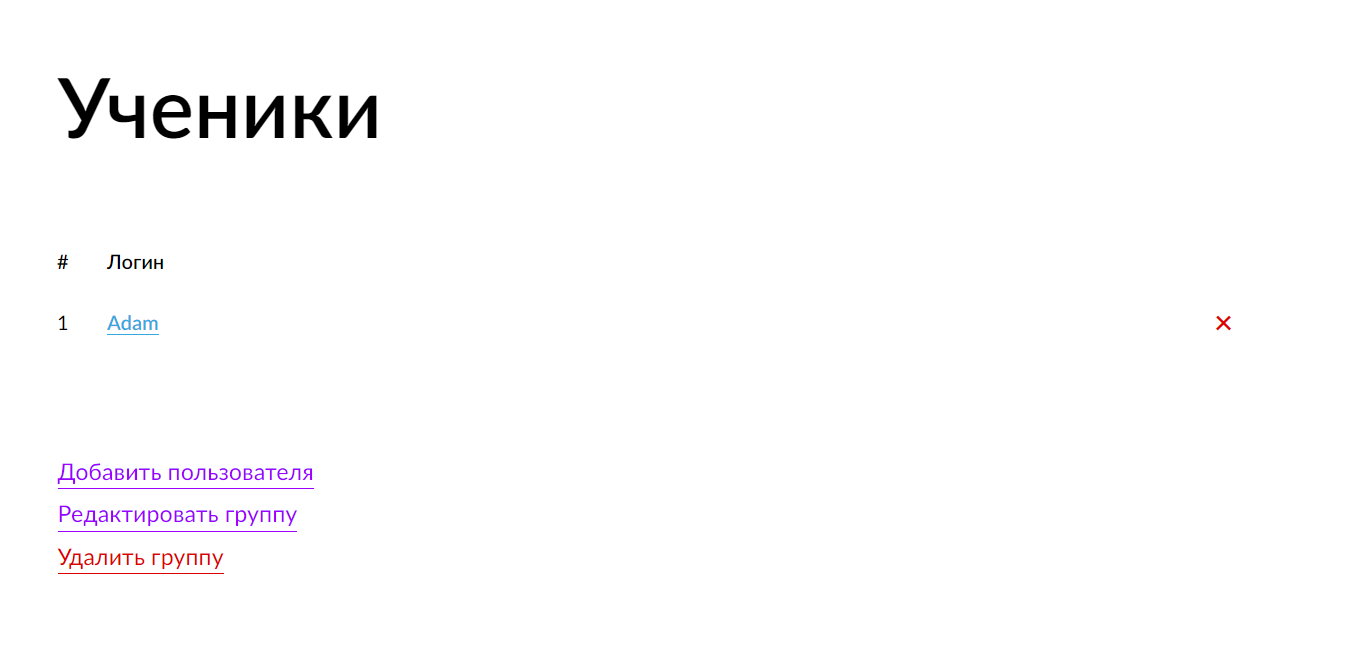 Ученики
# Логин
1 Adam ✕
Добавить пользователя
Редактировать группу
Удалить группу